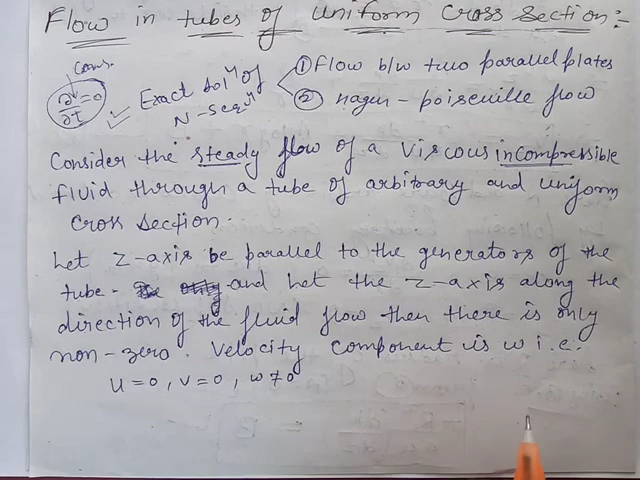 Flow in tubes of uniform cross section:-
Cons.
∂/∂t = 0
Exact solⁿ of
N-S eqⁿ
① Flow b/w two parallel plates
② nagen - poiseuille flow
Consider the steady flow of a viscous incompressible
fluid through a tube of arbitrary and uniform
cross section.
Let z-axis be parallel to the generators of the
tube. and Let the z-axis along the
direction of the fluid flow then there is only
non-zero. velocity component is w i.e.
u=0, v=0, w≠0